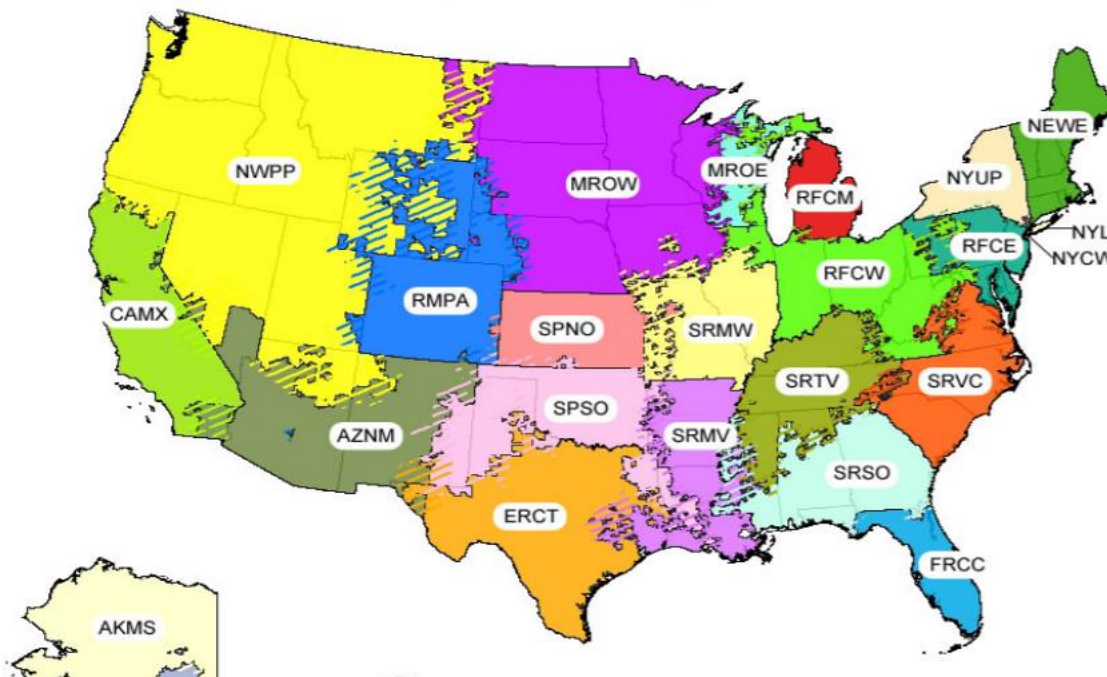 NEWE
NWPP
MROW
MROE
NYUP
RFCM
NYL
RFCE
NYCW
RFCW
CAMX
RMPA
SPNO
SRMW
SRTV
SRVC
SPSO
AZNM
SRMV
SRSO
ERCT
FRCC
AKMS